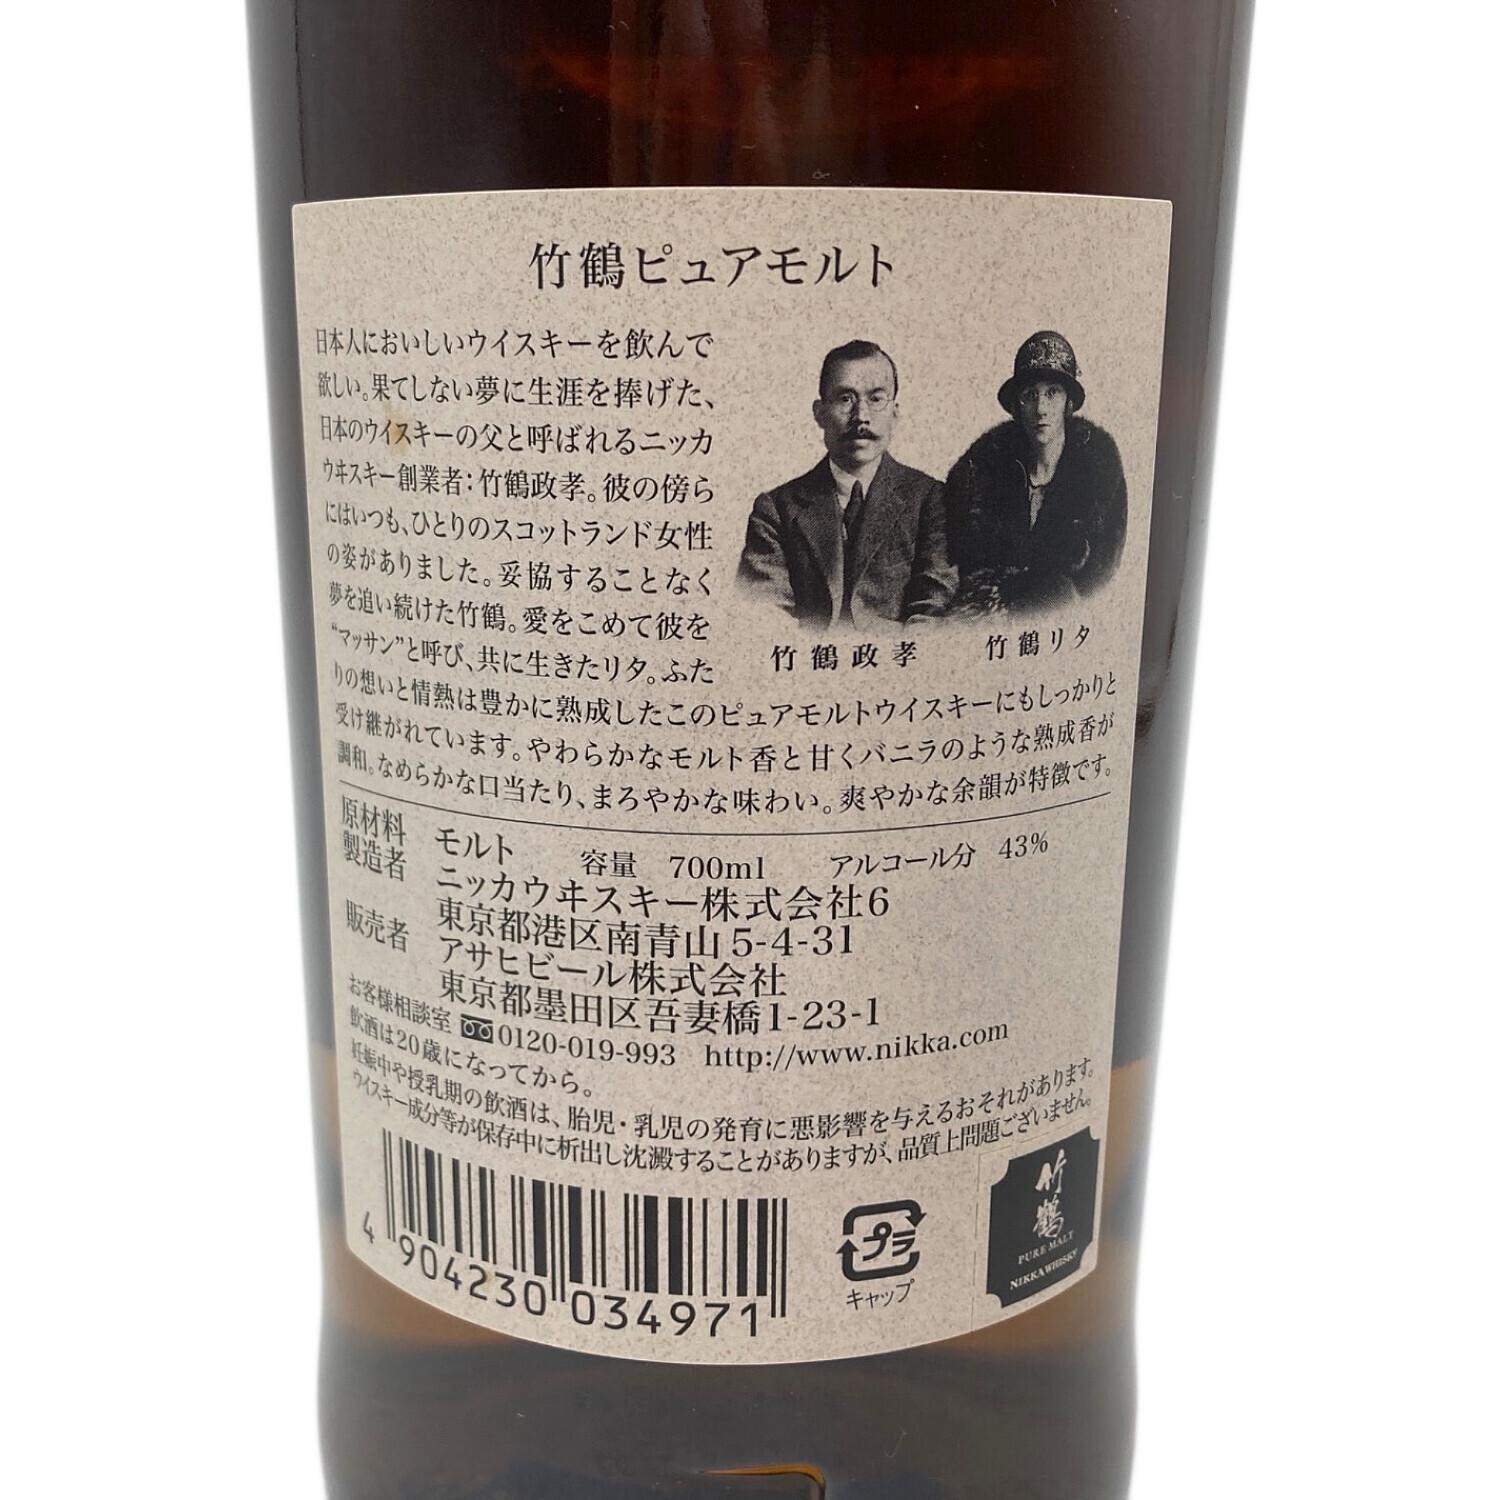 竹鶴ピュアモルト
日本人においしいウイスキーを飲んで
欲しい。果てしない夢に生涯を捧げた、
日本のウイスキーの父と呼ばれるニッカ
ウヰスキー創業者:竹鶴政孝。彼の傍ら
にはいつも、ひとりのスコットランド女性
の姿がありました。妥協することなく
夢を追い続けた竹鶴。愛をこめて彼を
“マッサン”と呼び、共に生きたリタ。ふた
りの想いと情熱は豊かに熟成したこのピュアモルトウイスキーにもしっかりと
受け継がれています。やわらかなモルト香と甘くバニラのような熟成香が
調和。なめらかな口当たり、まろやかな味わい。爽やかな余韻が特徴です。
竹鶴政孝 竹鶴リタ
原材料 モルト 容量 700ml アルコール分 43%
製造者 ニッカウヰスキー株式会社6
東京都港区南青山5-4-31
販売者 アサヒビール株式会社
東京都墨田区吾妻橋1-23-1
お客様相談室 0120-019-993 http://www.nikka.com
飲酒は20歳になってから。
妊娠中や授乳期の飲酒は、胎児・乳児の発育に悪影響を与えるおそれがあります。
ウイスキー成分等が保存中に析出し沈澱することがありますが、品質上問題ございません。
4 904230 034971
プラ
キャップ
竹鶴
PURE MALT
NIKKA WHISKY